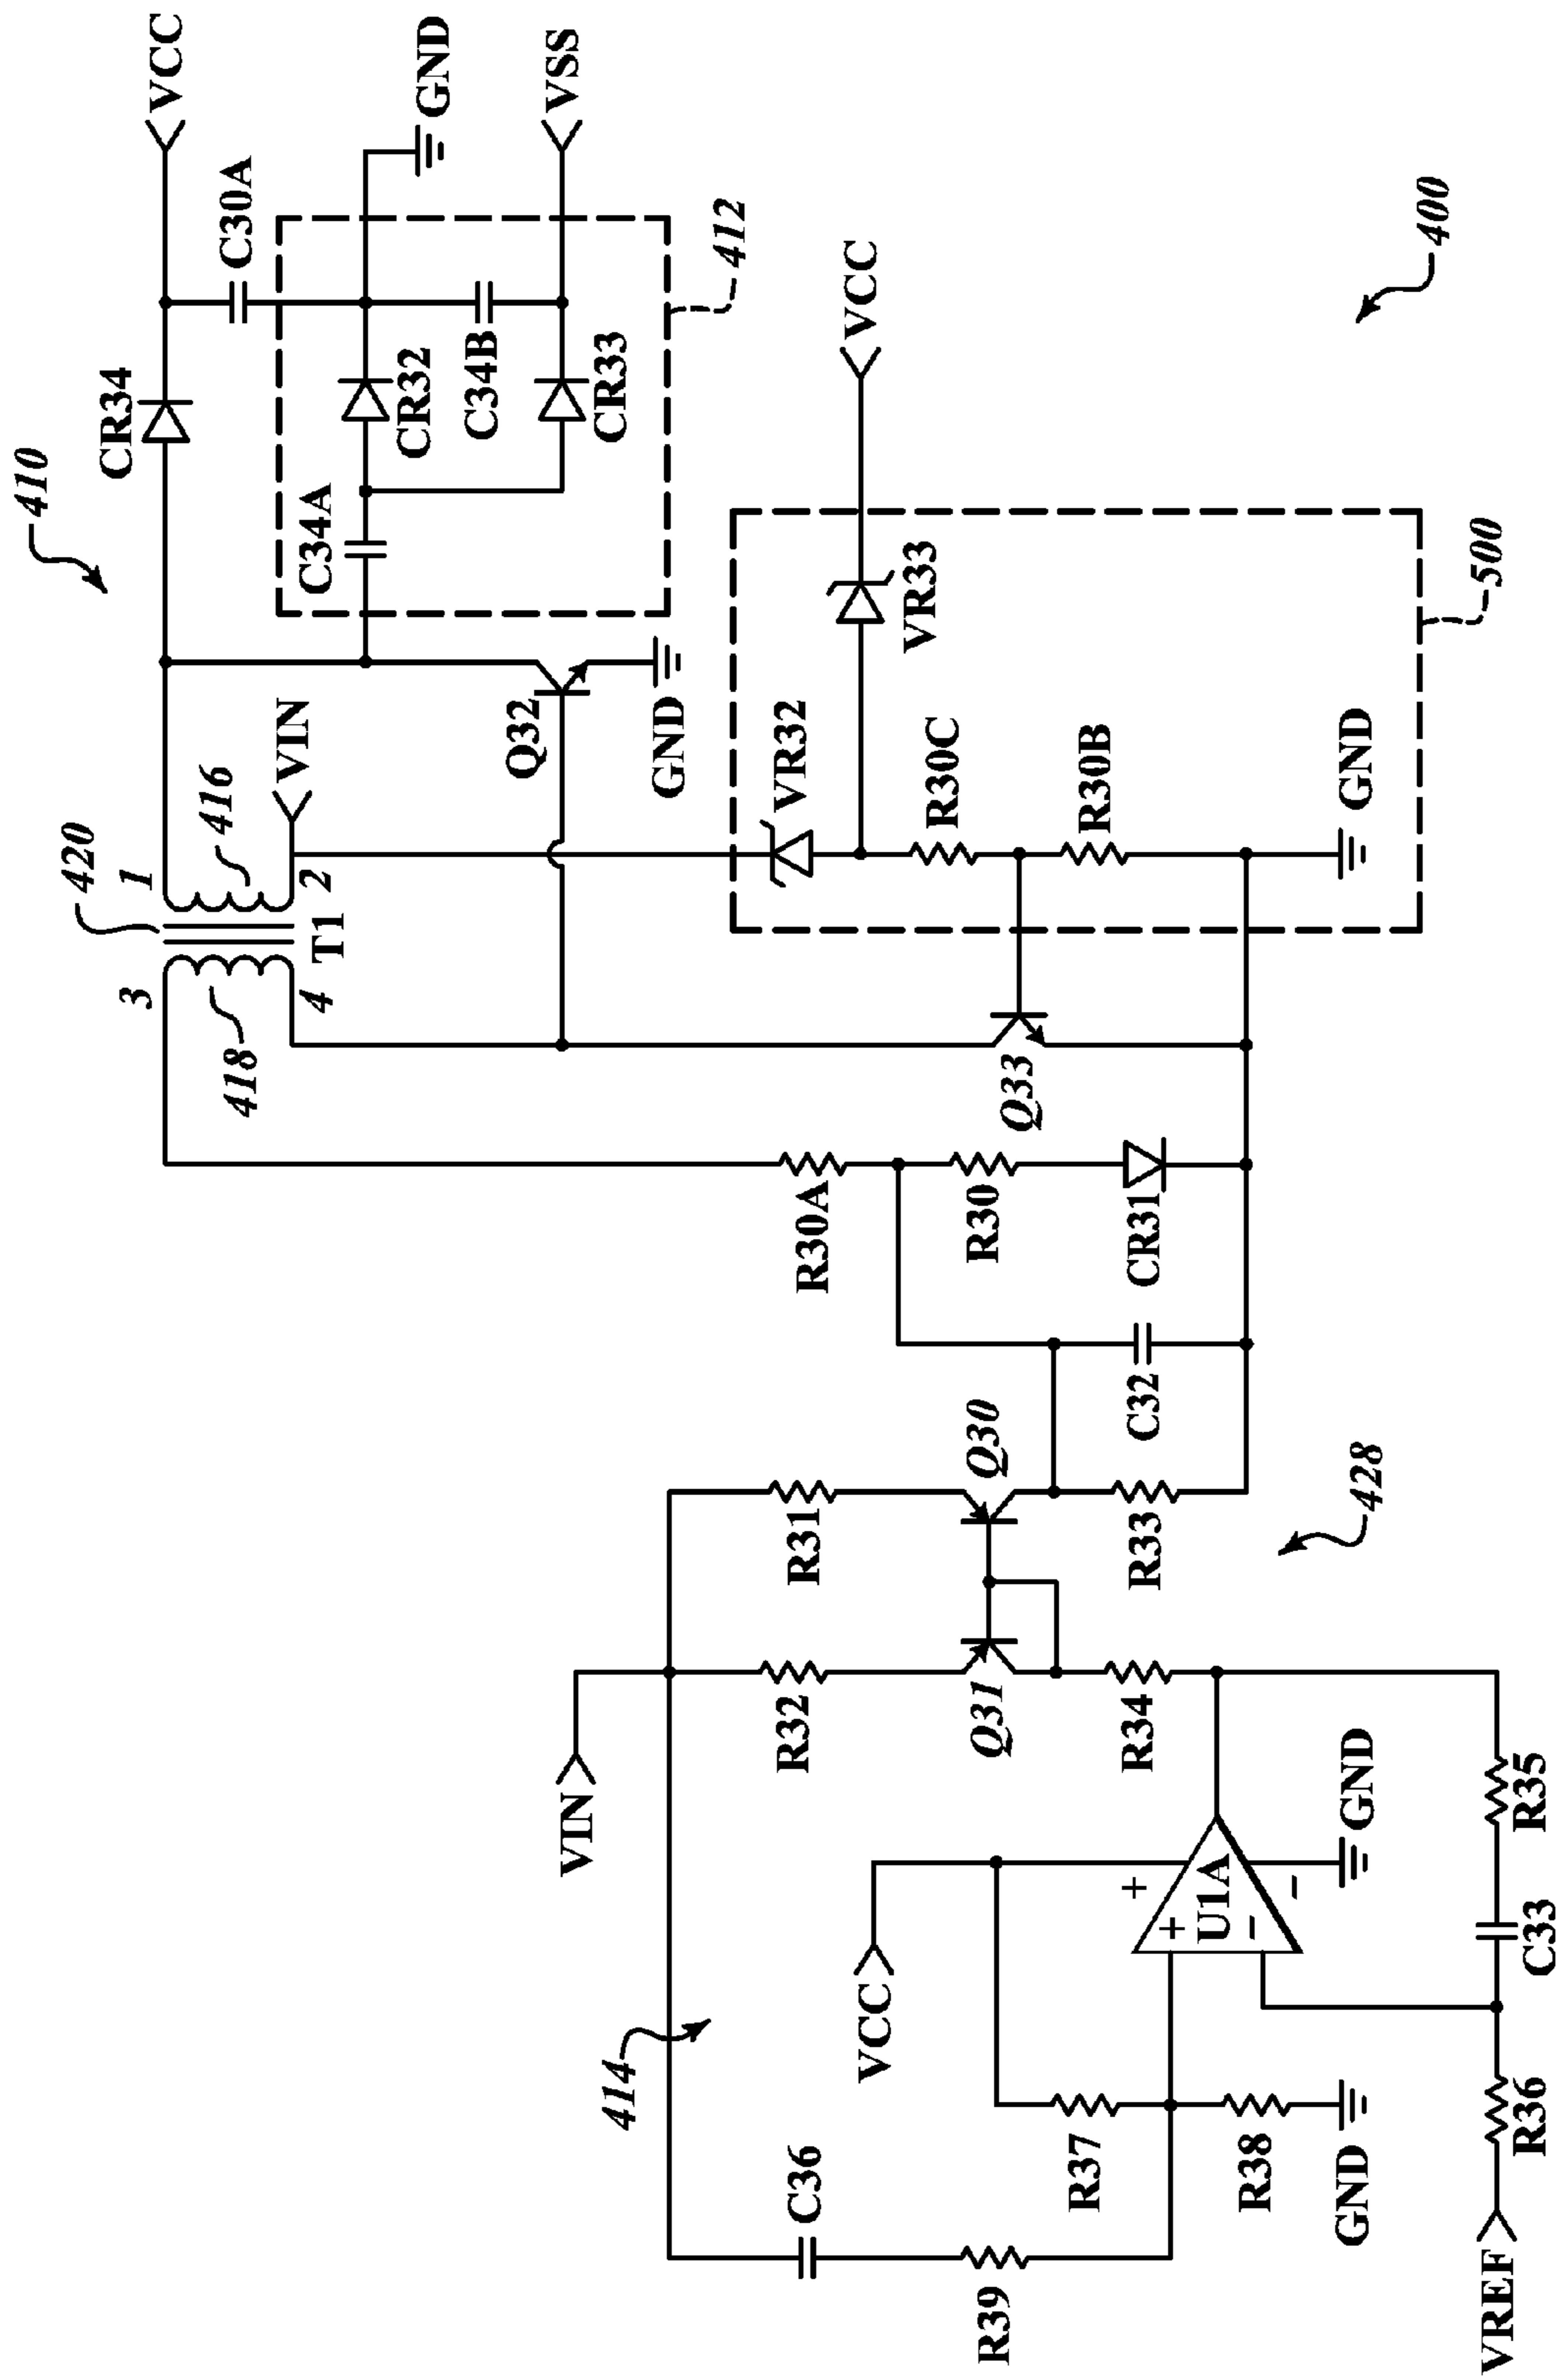 410
CR34
VCC
C30A
GND
VSS
412
C34A
CR32
C34B
CR33
420
1
416
2
VIN
T1
3
418
4
Q32
GND
VR32
VR33
VCC
R30C
R30B
GND
500
400
Q33
R30A
R30
CR31
C32
Q30
R31
R33
428
VIN
R32
Q31
R34
414
VCC
+
+
U1A
−
−
GND
R35
C33
R36
VREF
R37
R38
GND
C36
R39